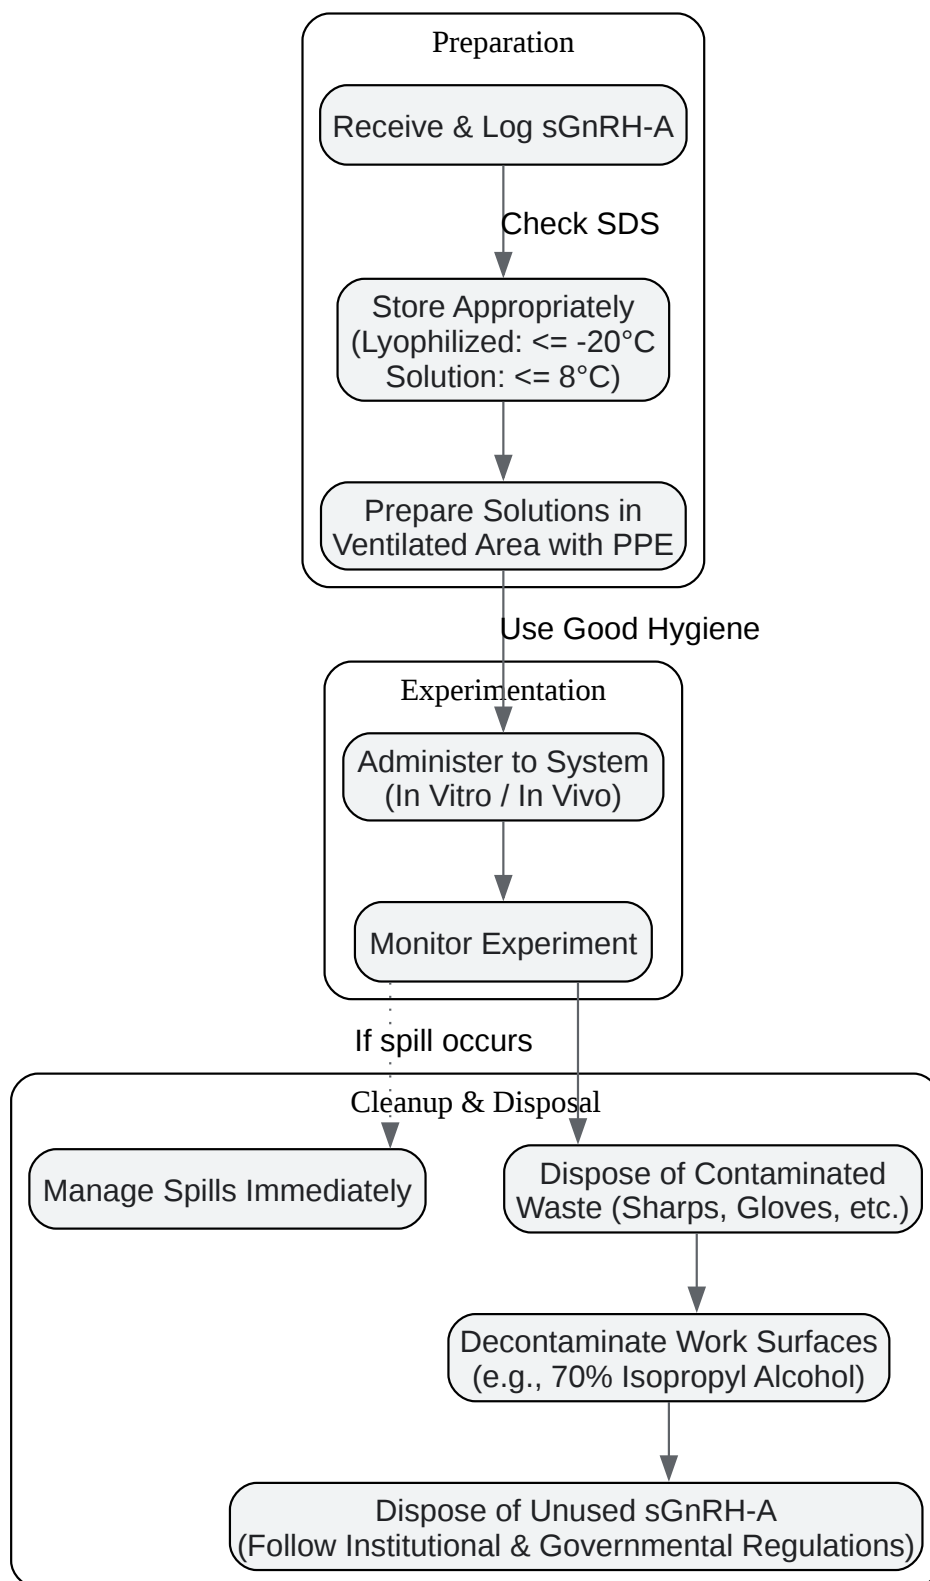 Preparation
Receive & Log sGnRH-A
Check SDS
Store Appropriately
(Lyophilized: <= -20°C
Solution: <= 8°C)
Prepare Solutions in
Ventilated Area with PPE
Use Good Hygiene
Experimentation
Administer to System
(In Vitro / In Vivo)
Monitor Experiment
If spill occurs
Cleanup & Disposal
Manage Spills Immediately
Dispose of Contaminated
Waste (Sharps, Gloves, etc.)
Decontaminate Work Surfaces
(e.g., 70% Isopropyl Alcohol)
Dispose of Unused sGnRH-A
(Follow Institutional & Governmental Regulations)